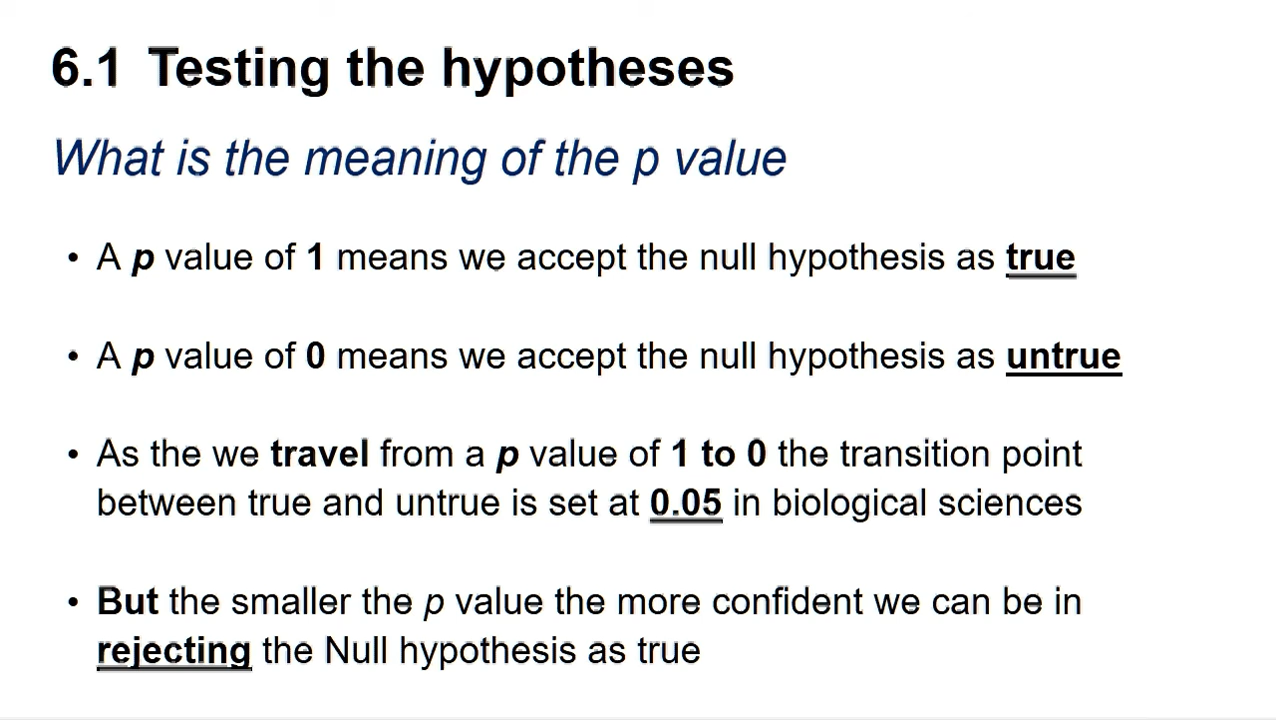 6.1 Testing the hypotheses
What is the meaning of the p value
• A p value of 1 means we accept the null hypothesis as true
• A p value of 0 means we accept the null hypothesis as untrue
• As the we travel from a p value of 1 to 0 the transition point
between true and untrue is set at 0.05 in biological sciences
• But the smaller the p value the more confident we can be in
rejecting the Null hypothesis as true